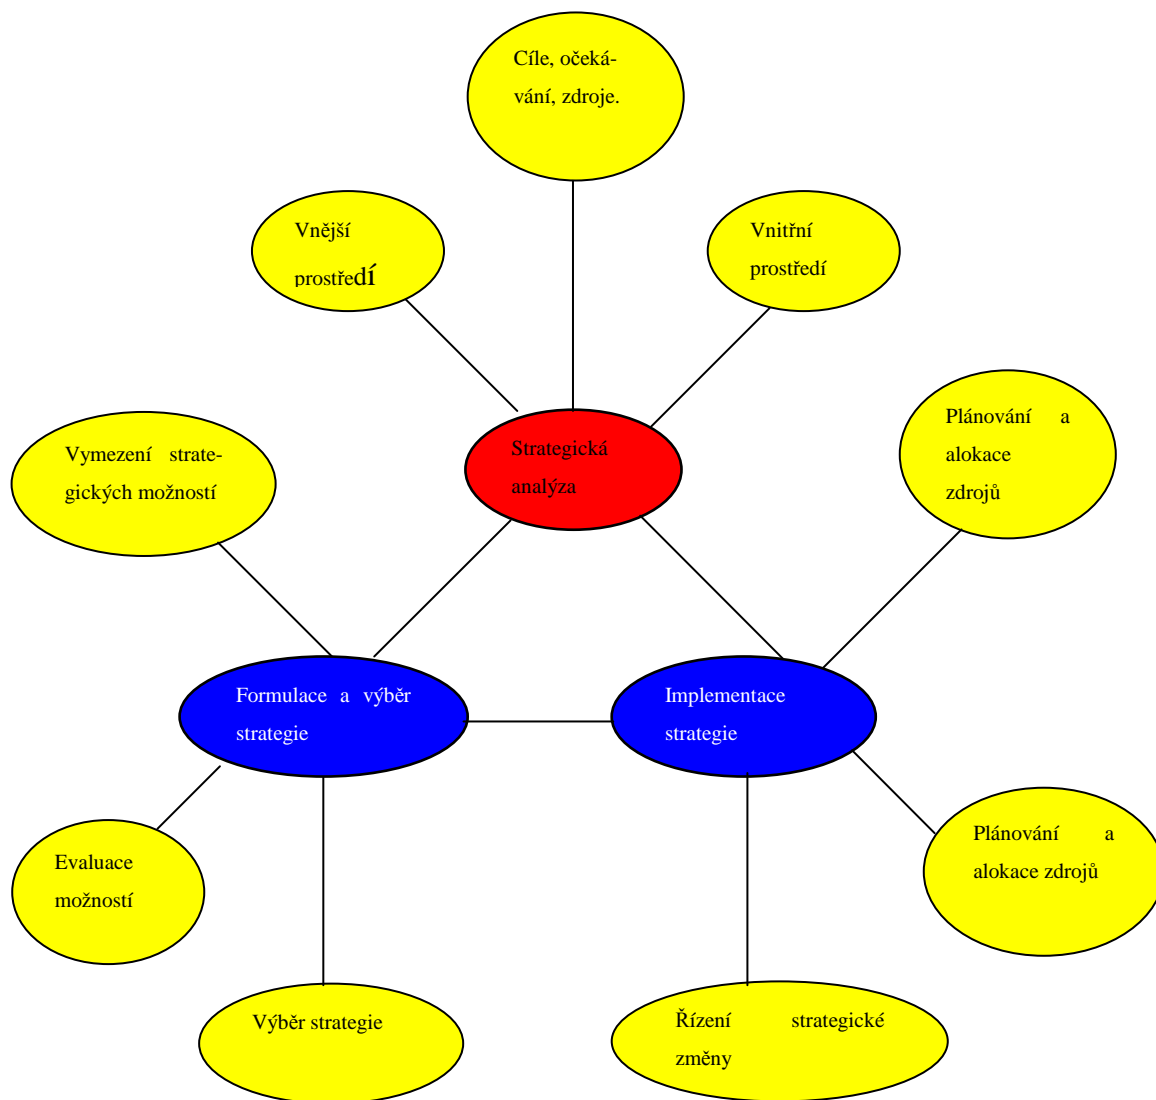 Cíle, očeká-
vání, zdroje.
Vnější
prostředí
Vnitřní
prostředí
Plánování a
alokace
zdrojů
Vymezení strate-
gických možností
Strategická
analýza
Formulace a výběr
strategie
Implementace
strategie
Plánování a
alokace zdrojů
Evaluace
možností
Výběr strategie
Řízení strategické
změny